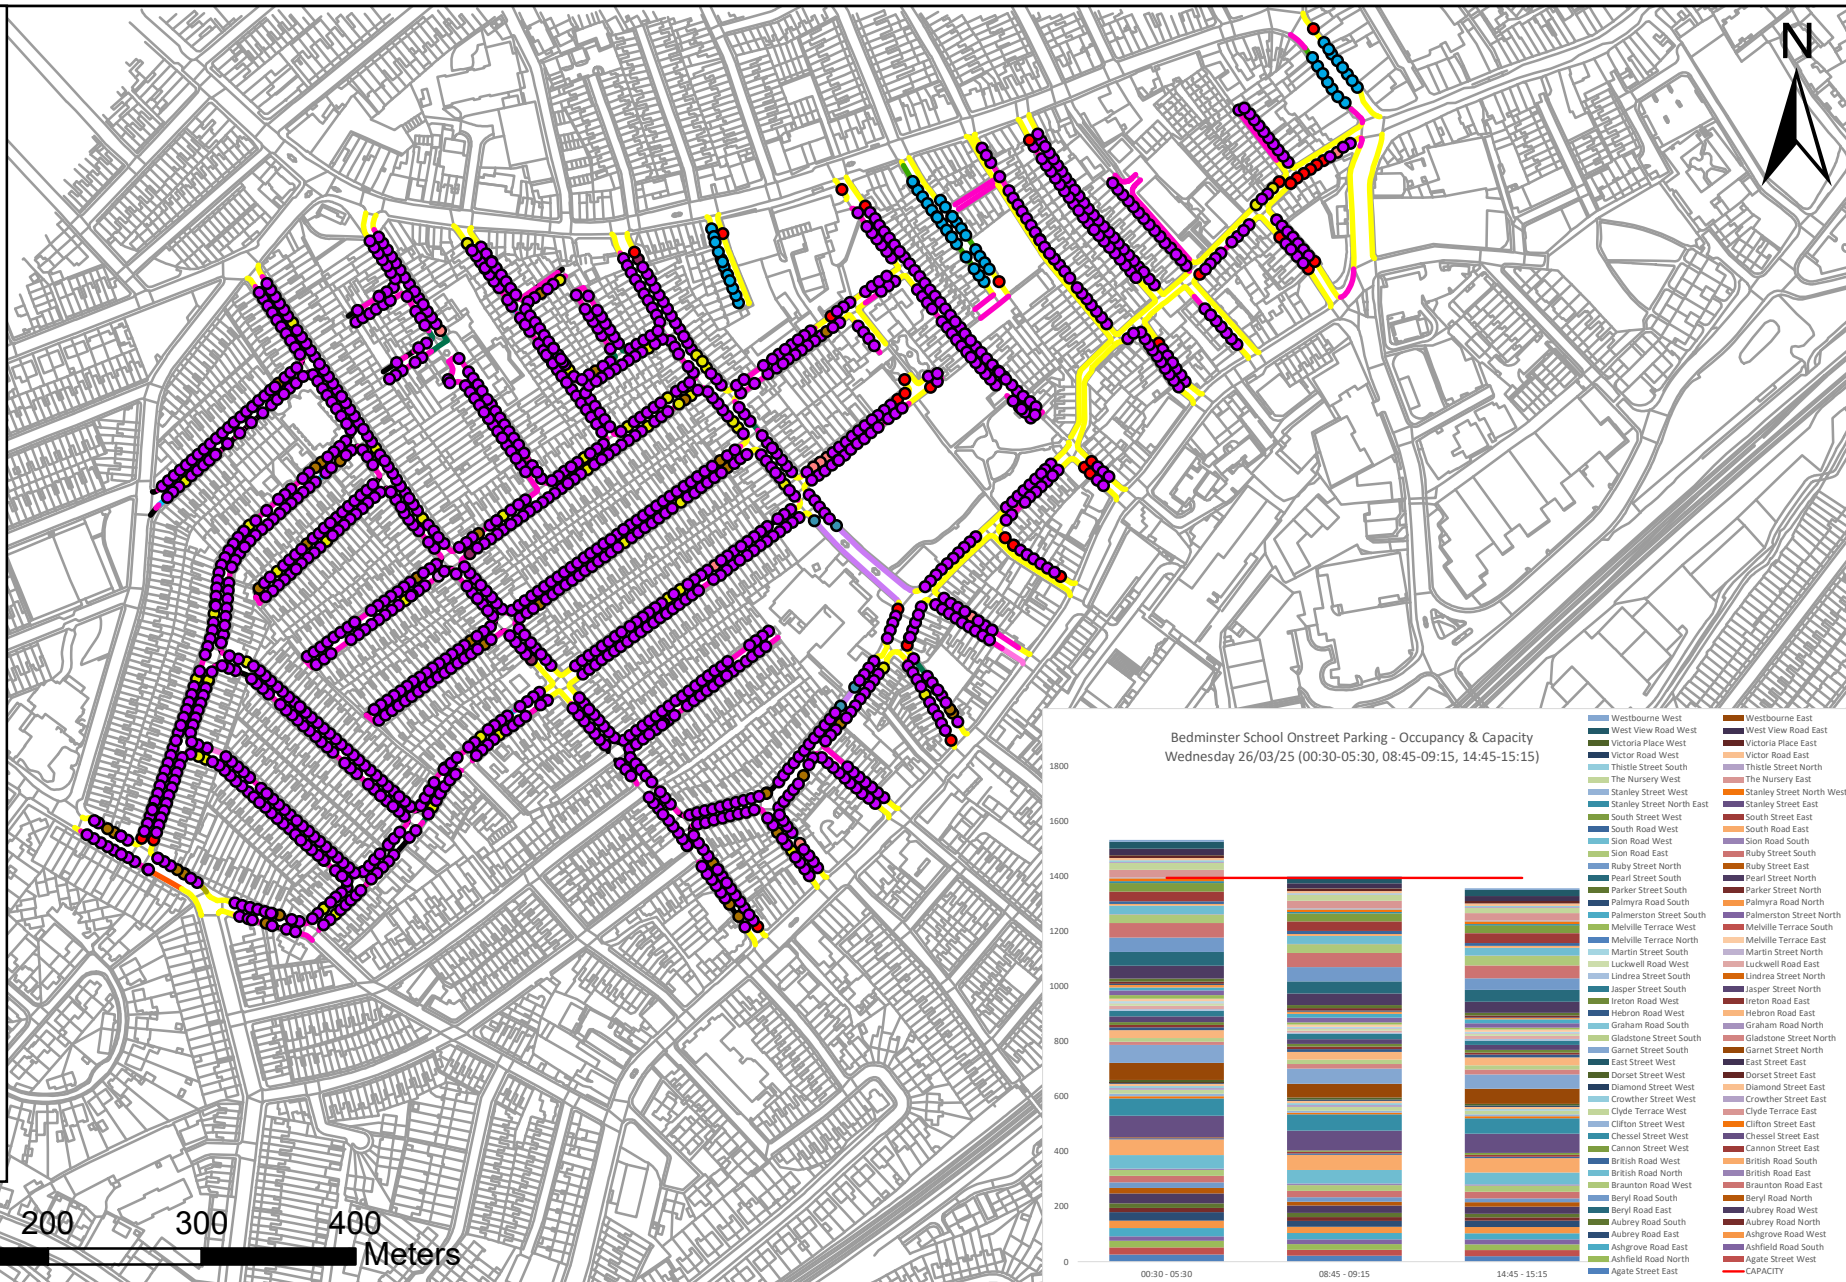 N
200 300 400
Meters
Bedminster School Onstreet Parking - Occupancy & Capacity
Wednesday 26/03/25 (00:30-05:30, 08:45-09:15, 14:45-15:15)
1800
1600
1400
1200
1000
800
600
400
200
0
00:30 - 05:30 08:45 - 09:15 14:45 - 15:15
Westbourne West Westbourne East
West View Road West West View Road East
Victoria Place West Victoria Place East
Victor Road West Victor Road East
Thistle Street South Thistle Street North
The Nursery West The Nursery East
Stanley Street West Stanley Street North West
Stanley Street North East Stanley Street East
South Street West South Street East
South Road West South Road East
Sion Road West Sion Road South
Sion Road East Ruby Street South
Ruby Street North Ruby Street East
Pearl Street South Pearl Street North
Parker Street South Parker Street North
Palmyra Road South Palmyra Road North
Palmerston Street South Palmerston Street North
Melville Terrace West Melville Terrace South
Melville Terrace North Melville Terrace East
Martin Street South Martin Street North
Luckwell Road West Luckwell Road East
Lindrea Street South Lindrea Street North
Jasper Street South Jasper Street North
Ireton Road West Ireton Road East
Hebron Road West Hebron Road East
Graham Road South Graham Road North
Gladstone Street South Gladstone Street North
Garnet Street South Garnet Street North
East Street West East Street East
Dorset Street West Dorset Street East
Diamond Street West Diamond Street East
Crowther Street West Crowther Street East
Clyde Terrace West Clyde Terrace East
Clifton Street West Clifton Street East
Chessel Street West Chessel Street East
Cannon Street West Cannon Street East
British Road West British Road South
British Road North British Road East
Braunton Road West Braunton Road East
Beryl Road South Beryl Road North
Beryl Road East Aubrey Road West
Aubrey Road South Aubrey Road North
Aubrey Road East Ashgrove Road West
Ashgrove Road East Ashfield Road South
Ashfield Road North Agate Street West
Agate Street East CAPACITY